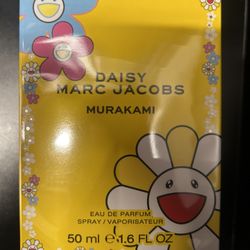 DAISY
MARC JACOBS
MURAKAMI
EAU DE PARFUM
SPRAY / VAPORISATEUR
50 ml ℮ 1.6 FL OZ